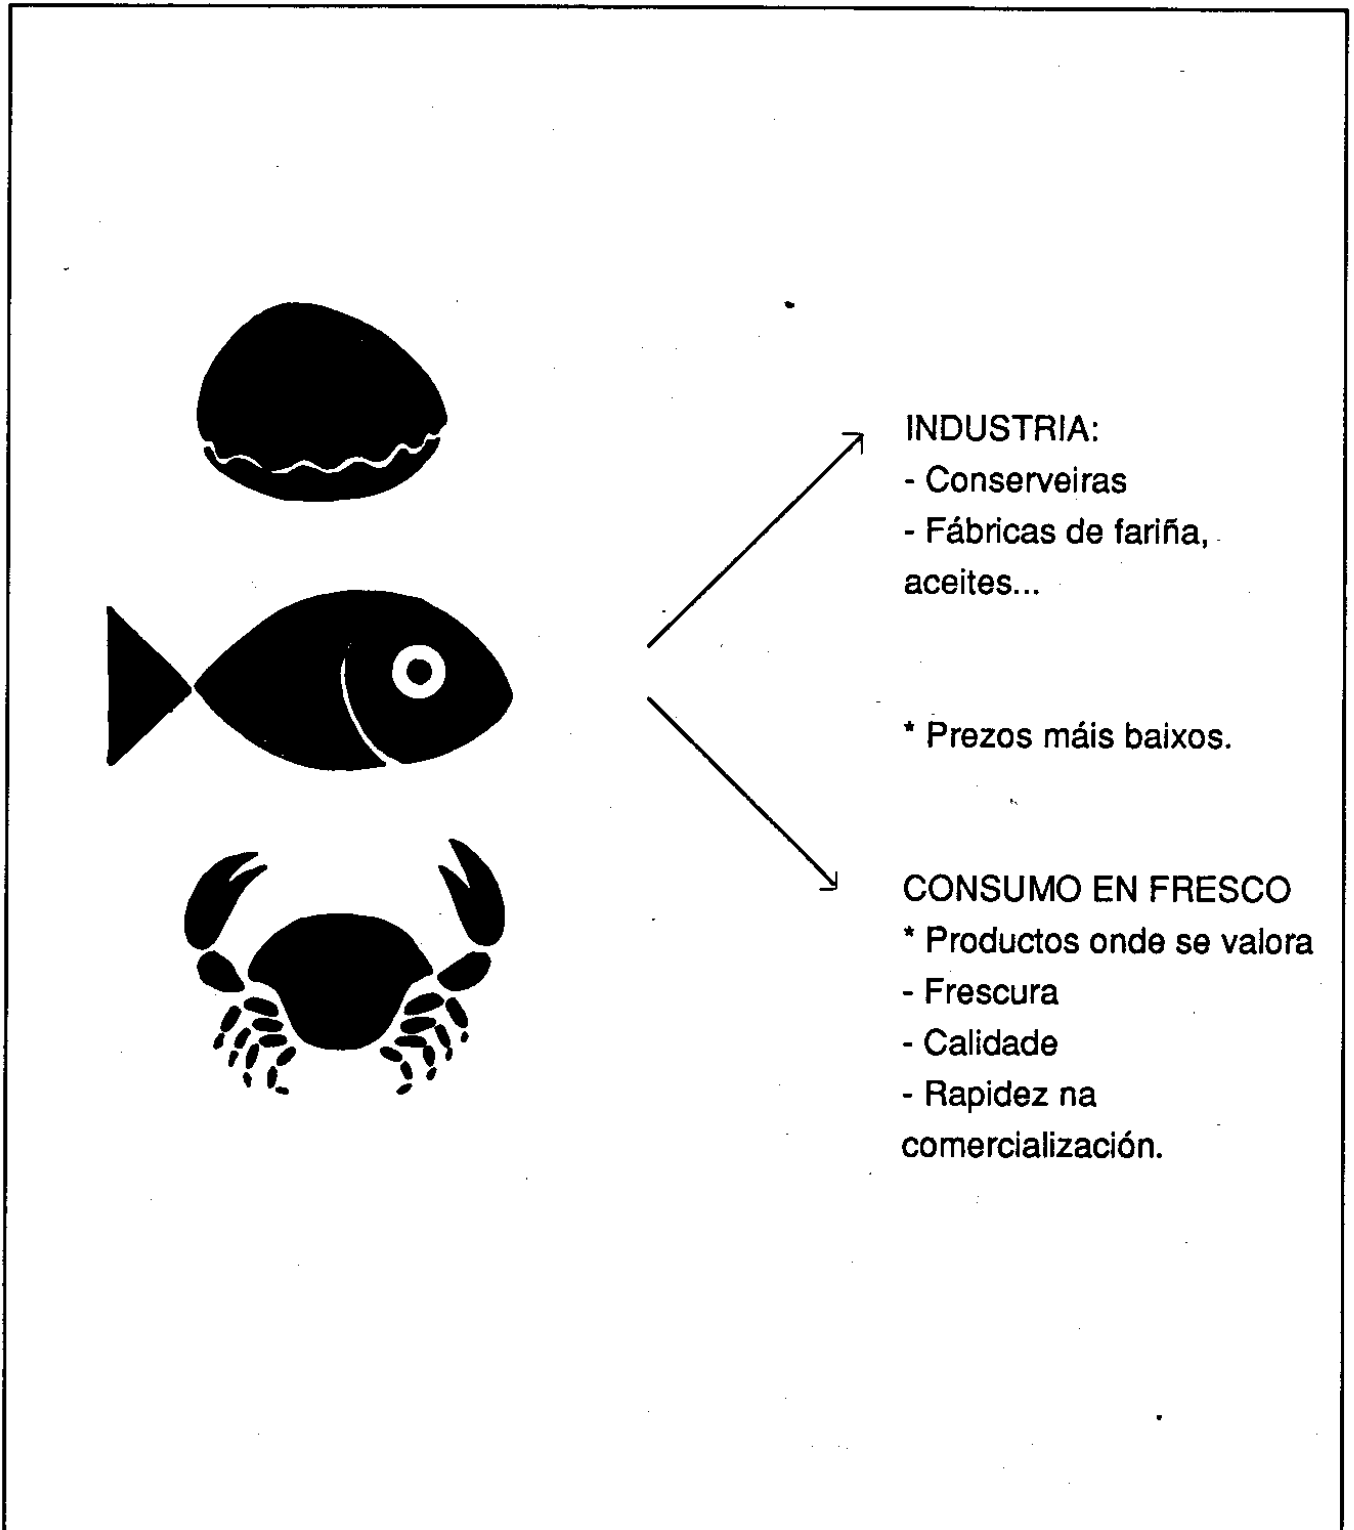 INDUSTRIA:
- Conserveiras
- Fábricas de fariña,
aceites...
* Prezos máis baixos.
CONSUMO EN FRESCO
* Productos onde se valora
- Frescura
- Calidade
- Rapidez na
comercialización.